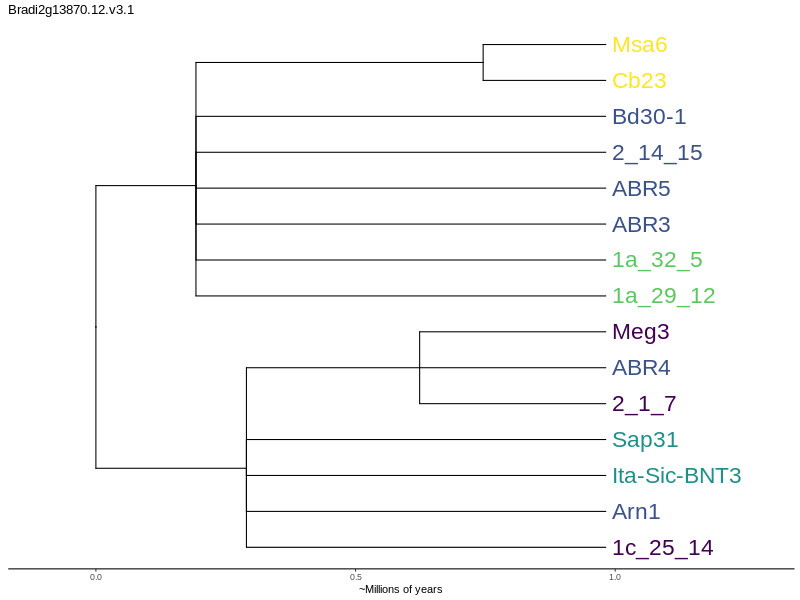 Bradi2g13870.12.v3.1
Msa6
Cb23
Bd30-1
2_14_15
ABR5
ABR3
1a_32_5
1a_29_12
Meg3
ABR4
2_1_7
Sap31
Ita-Sic-BNT3
Arn1
1c_25_14
0.0 0.5 1.0
~Millions of years